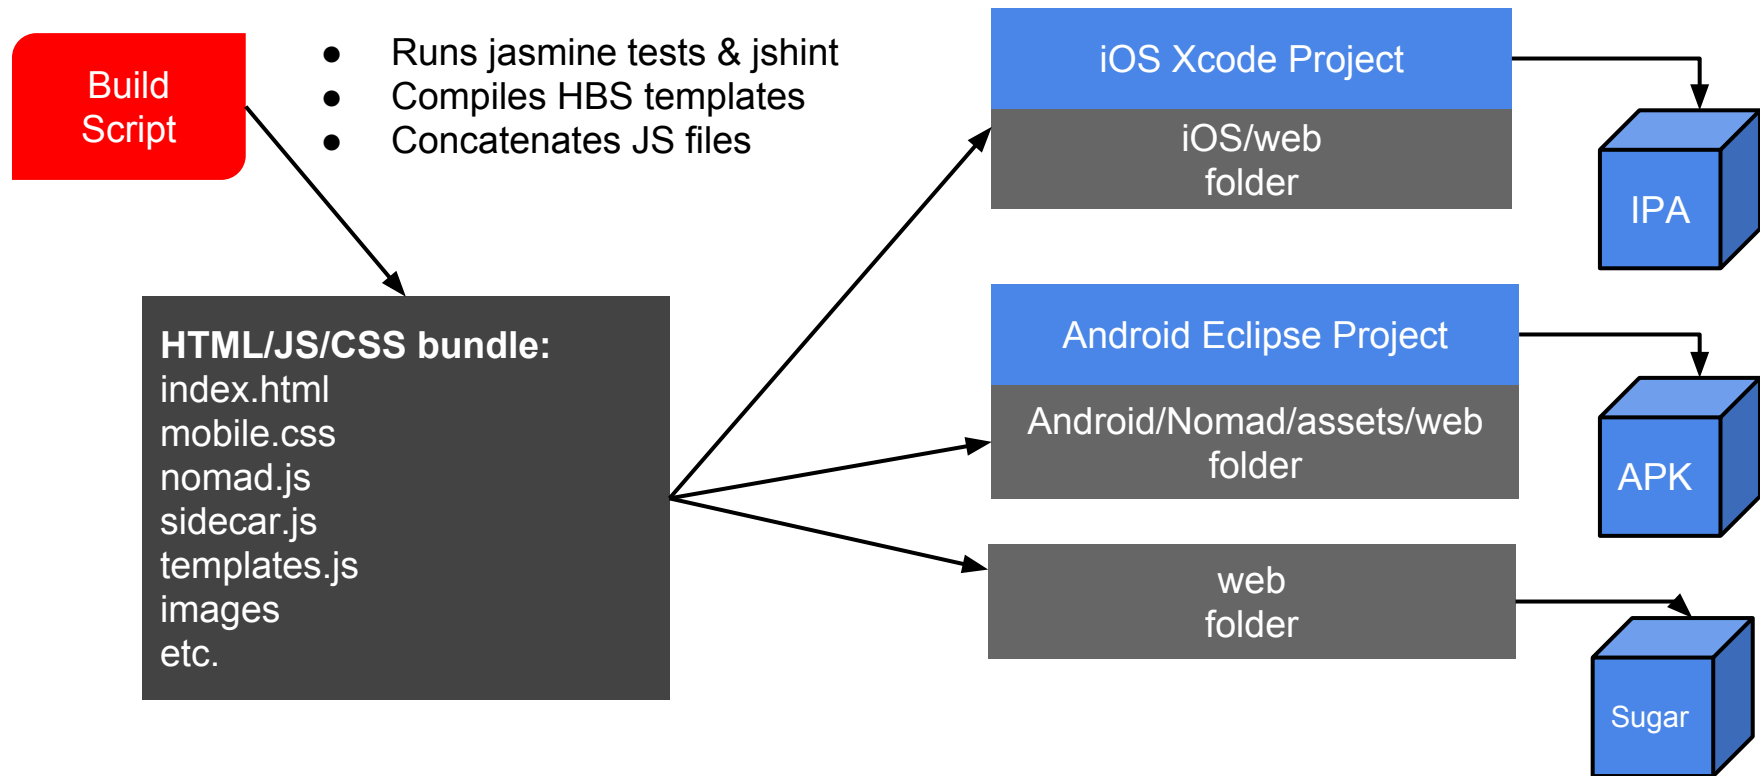 Build
Script
● Runs jasmine tests & jshint
● Compiles HBS templates
● Concatenates JS files
HTML/JS/CSS bundle:
index.html
mobile.css
nomad.js
sidecar.js
templates.js
images
etc.
iOS Xcode Project
iOS/web
folder
IPA
Android Eclipse Project
Android/Nomad/assets/web
folder
APK
web
folder
Sugar